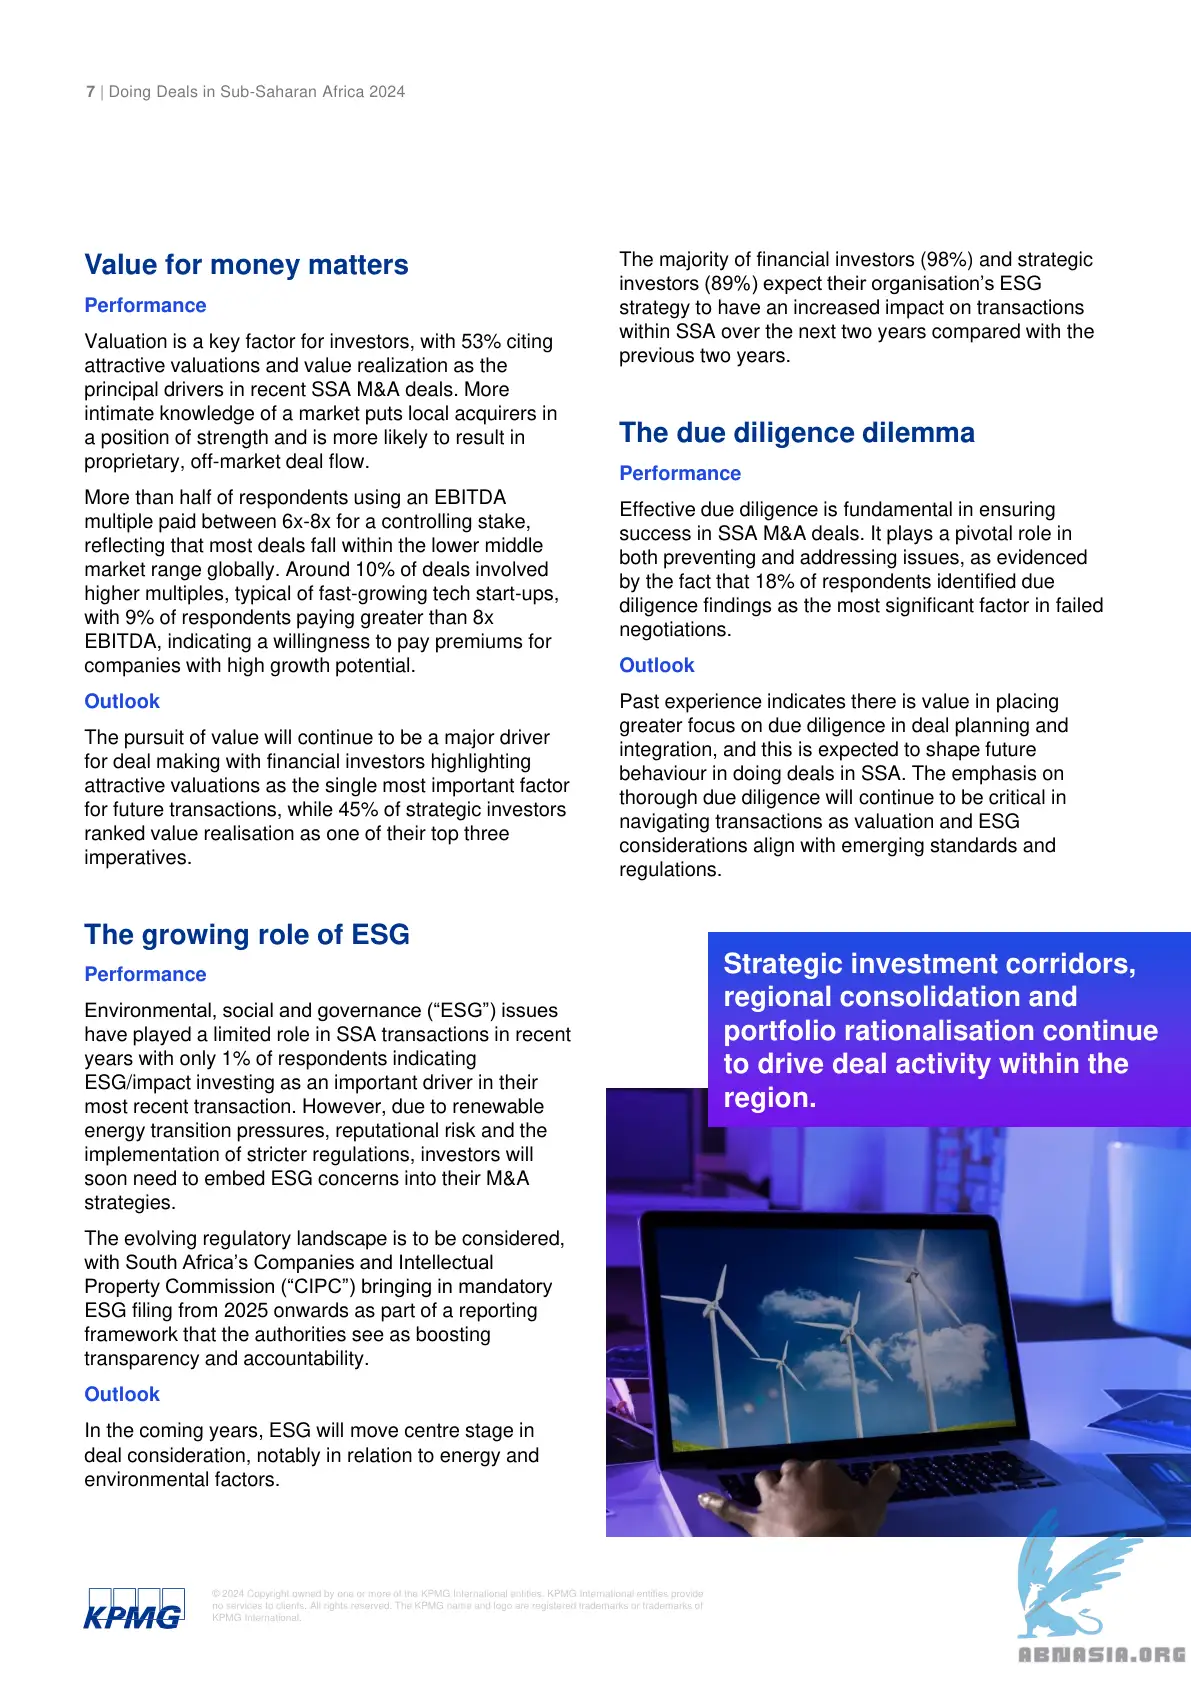 7 | Doing Deals in Sub-Saharan Africa 2024
Value for money matters
Performance
Valuation is a key factor for investors, with 53% citing
attractive valuations and value realization as the
principal drivers in recent SSA M&A deals. More
intimate knowledge of a market puts local acquirers in
a position of strength and is more likely to result in
proprietary, off-market deal flow.
More than half of respondents using an EBITDA
multiple paid between 6x-8x for a controlling stake,
reflecting that most deals fall within the lower middle
market range globally. Around 10% of deals involved
higher multiples, typical of fast-growing tech start-ups,
with 9% of respondents paying greater than 8x
EBITDA, indicating a willingness to pay premiums for
companies with high growth potential.
Outlook
The pursuit of value will continue to be a major driver
for deal making with financial investors highlighting
attractive valuations as the single most important factor
for future transactions, while 45% of strategic investors
ranked value realisation as one of their top three
imperatives.
The growing role of ESG
Performance
Environmental, social and governance (“ESG”) issues
have played a limited role in SSA transactions in recent
years with only 1% of respondents indicating
ESG/impact investing as an important driver in their
most recent transaction. However, due to renewable
energy transition pressures, reputational risk and the
implementation of stricter regulations, investors will
soon need to embed ESG concerns into their M&A
strategies.
The evolving regulatory landscape is to be considered,
with South Africa’s Companies and Intellectual
Property Commission (“CIPC”) bringing in mandatory
ESG filing from 2025 onwards as part of a reporting
framework that the authorities see as boosting
transparency and accountability.
Outlook
In the coming years, ESG will move centre stage in
deal consideration, notably in relation to energy and
environmental factors.
The majority of financial investors (98%) and strategic
investors (89%) expect their organisation’s ESG
strategy to have an increased impact on transactions
within SSA over the next two years compared with the
previous two years.
The due diligence dilemma
Performance
Effective due diligence is fundamental in ensuring
success in SSA M&A deals. It plays a pivotal role in
both preventing and addressing issues, as evidenced
by the fact that 18% of respondents identified due
diligence findings as the most significant factor in failed
negotiations.
Outlook
Past experience indicates there is value in placing
greater focus on due diligence in deal planning and
integration, and this is expected to shape future
behaviour in doing deals in SSA. The emphasis on
thorough due diligence will continue to be critical in
navigating transactions as valuation and ESG
considerations align with emerging standards and
regulations.
Strategic investment corridors,
regional consolidation and
portfolio rationalisation continue
to drive deal activity within the
region.
KPMG
© 2024 Copyright owned by one or more of the KPMG International entities. KPMG International entities provide
no services to clients. All rights reserved. The KPMG name and logo are registered trademarks or trademarks of
KPMG International.
ABNASIA.ORG